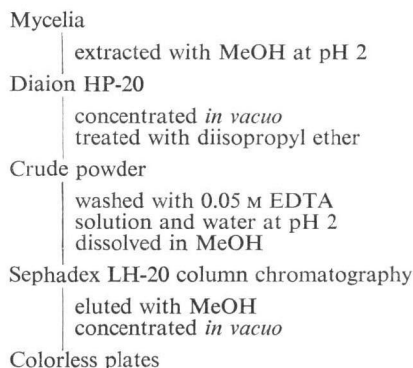 Mycelia
extracted with MeOH at pH 2
Diaion HP-20
concentrated in vacuo
treated with diisopropyl ether
Crude powder
washed with 0.05 M EDTA
solution and water at pH 2
dissolved in MeOH
Sephadex LH-20 column chromatography
eluted with MeOH
concentrated in vacuo
Colorless plates